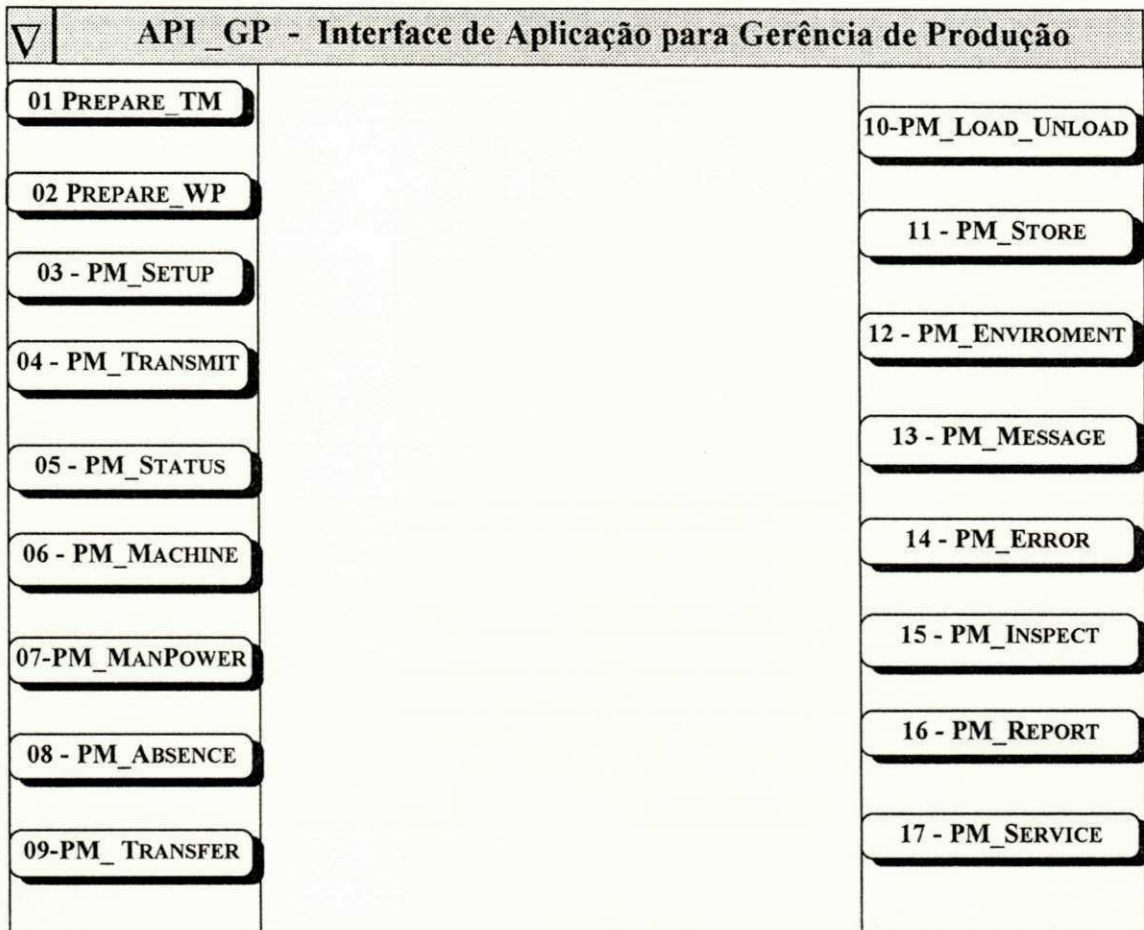 API _GP - Interface de Aplicação para Gerência de Produção
01 PREPARE_TM
02 PREPARE_WP
03 - PM_SETUP
04 - PM_TRANSMIT
05 - PM_STATUS
06 - PM_MACHINE
07-PM_MANPOWER
08 - PM_ABSENCE
09-PM_ TRANSFER
10-PM_LOAD_UNLOAD
11 - PM_STORE
12 - PM_ENVIROMENT
13 - PM_MESSAGE
14 - PM_ERROR
15 - PM_INSPECT
16 - PM_REPORT
17 - PM_SERVICE